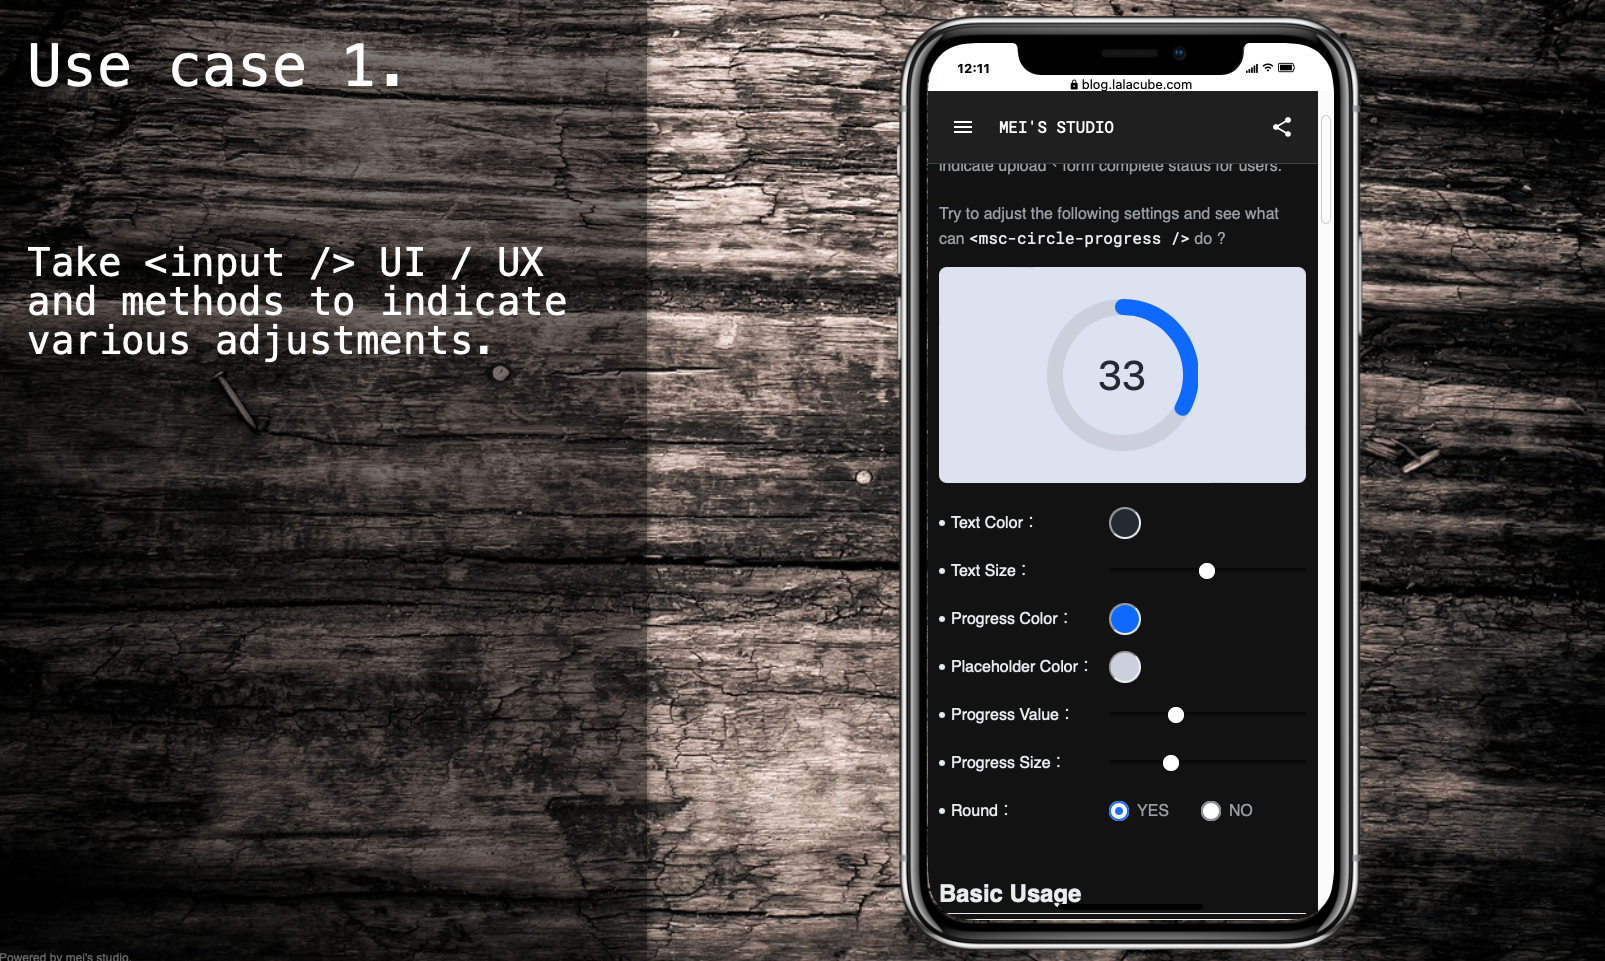 Use case 1.
Take <input /> UI / UX
and methods to indicate
various adjustments.
12:11
blog.lalacube.com
MEI'S STUDIO
indicate upload、form complete status for users.
Try to adjust the following settings and see what
can <msc-circle-progress /> do ?
33
Text Color：
Text Size：
Progress Color：
Placeholder Color：
Progress Value：
Progress Size：
Round： YES NO
Basic Usage
Powered by mei's studio.